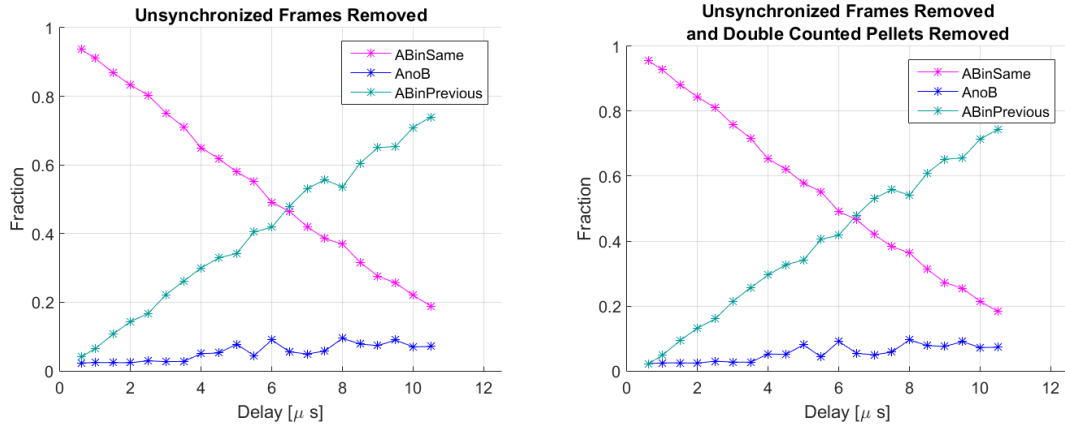 Unsynchronized Frames Removed
1
0.8
0.6
0.4
0.2
0
Fraction
0
2
4
6
8
10
12
Delay [μ s]
ABinSame
AnoB
ABinPrevious
Unsynchronized Frames Removed
and Double Counted Pellets Removed
1
0.8
0.6
0.4
0.2
0
Fraction
0
2
4
6
8
10
12
Delay [μ s]
ABinSame
AnoB
ABinPrevious